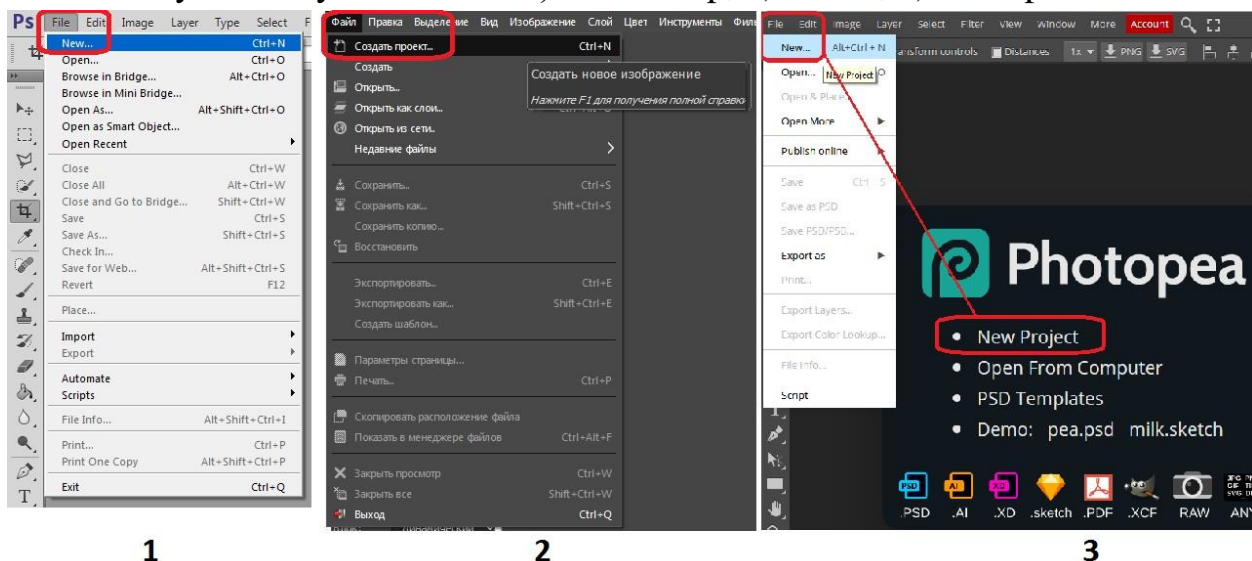 Ps File Edit Image Layer Type Select F
New... Ctrl+N
Open... Ctrl+O
Browse in Bridge... Alt+Ctrl+O
Browse in Mini Bridge...
Open As... Alt+Shift+Ctrl+O
Open as Smart Object...
Open Recent
Close Ctrl+W
Close All Alt+Ctrl+W
Close and Go to Bridge... Shift+Ctrl+W
Save Ctrl+S
Save As... Shift+Ctrl+S
Check In...
Save for Web... Alt+Shift+Ctrl+S
Revert F12
Place...
Import
Export
Automate
Scripts
File Info... Alt+Shift+Ctrl+I
Print... Ctrl+P
Print One Copy Alt+Shift+Ctrl+P
Exit Ctrl+Q
1
Файл Правка Выделение Вид Изображение Слой Цвет Инструменты Филь
Создать проект... Ctrl+N
Создать
Создать новое изображение
Нажмите F1 для получения полной справки
Открыть...
Открыть как слои...
Открыть из сети...
Недавние файлы
Сохранить... Ctrl+S
Сохранить как... Shift+Ctrl+S
Сохранить копию...
Восстановить
Экспортировать... Ctrl+E
Экспортировать как... Shift+Ctrl+E
Создать шаблон...
Параметры страницы...
Печать... Ctrl+P
Скопировать расположение файла
Показать в менеджере файлов Ctrl+Alt+F
Закрыть просмотр Ctrl+W
Закрыть все Shift+Ctrl+W
Выход Ctrl+Q
2
File Edit Image Layer Select Filter View Window More Account
ansform controls Distances 1x PNG SVG
New... Alt+Ctrl + N
Open... New Project O
Open & Place...
Open More
Publish online
Save
Save as PSD
Save PSD/PSB...
Export as
Print...
Export Layers...
Export Color Lookup...
File Info...
Script
Photopea
New Project
Open From Computer
PSD Templates
Demo: pea.psd milk.sketch
PSD AI XD
.PSD .AI .XD .sketch .PDF .XCF RAW AN
3